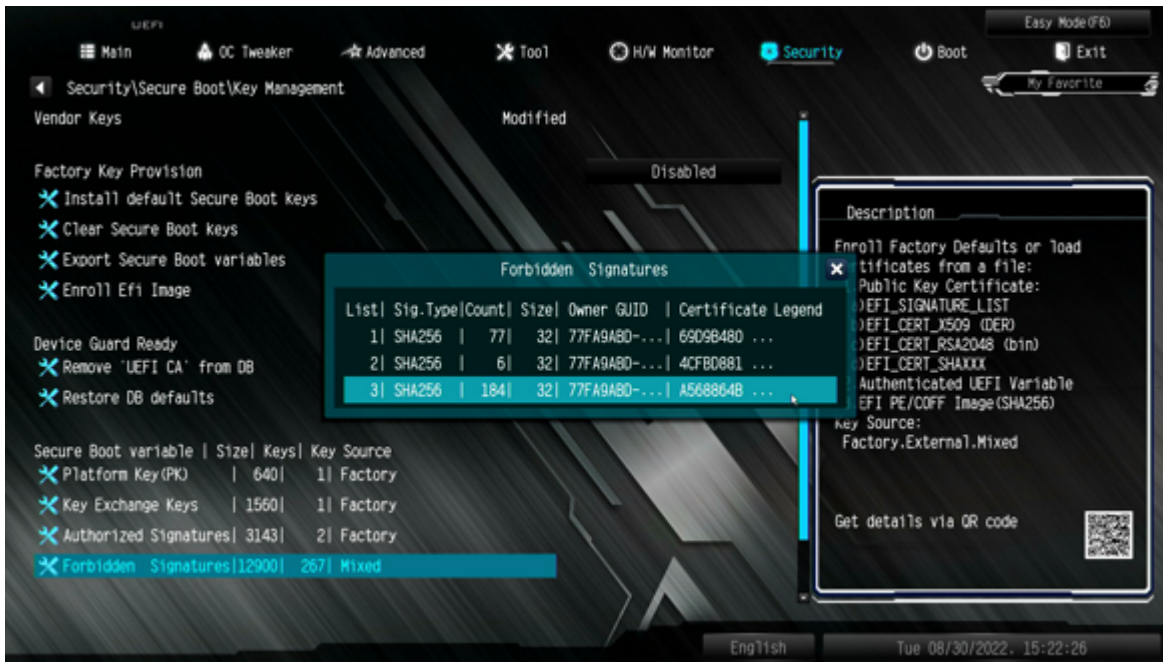 UEFI
Easy Mode(F6)
Main OC Tweaker Advanced Tool H/W Monitor Security Boot Exit
My Favorite
Security\Secure Boot\Key Management
Vendor Keys Modified
Factory Key Provision Disabled
Install default Secure Boot keys
Clear Secure Boot keys
Export Secure Boot variables
Enroll Efi Image
Device Guard Ready
Remove 'UEFI CA' from DB
Restore DB defaults
Secure Boot variable | Size| Keys| Key Source
Platform Key(PK) | 640| 1| Factory
Key Exchange Keys | 1560| 1| Factory
Authorized Signatures| 3143| 2| Factory
Forbidden Signatures|12900| 267| Mixed
Forbidden Signatures
List| Sig.Type|Count| Size| Owner GUID | Certificate Legend
1| SHA256 | 77| 32| 77FA9ABD-...| 69D9B480 ...
2| SHA256 | 6| 32| 77FA9ABD-...| 4CFBD881 ...
3| SHA256 | 184| 32| 77FA9ABD-...| A568864B ...
Description
Enroll Factory Defaults or load
tificates from a file:
Public Key Certificate:
)EFI_SIGNATURE_LIST
)EFI_CERT_X509 (DER)
)EFI_CERT_RSA2048 (bin)
)EFI_CERT_SHAXXX
Authenticated UEFI Variable
EFI PE/COFF Image(SHA256)
Key Source:
Factory.External.Mixed
Get details via QR code
English
Tue 08/30/2022. 15:22:26